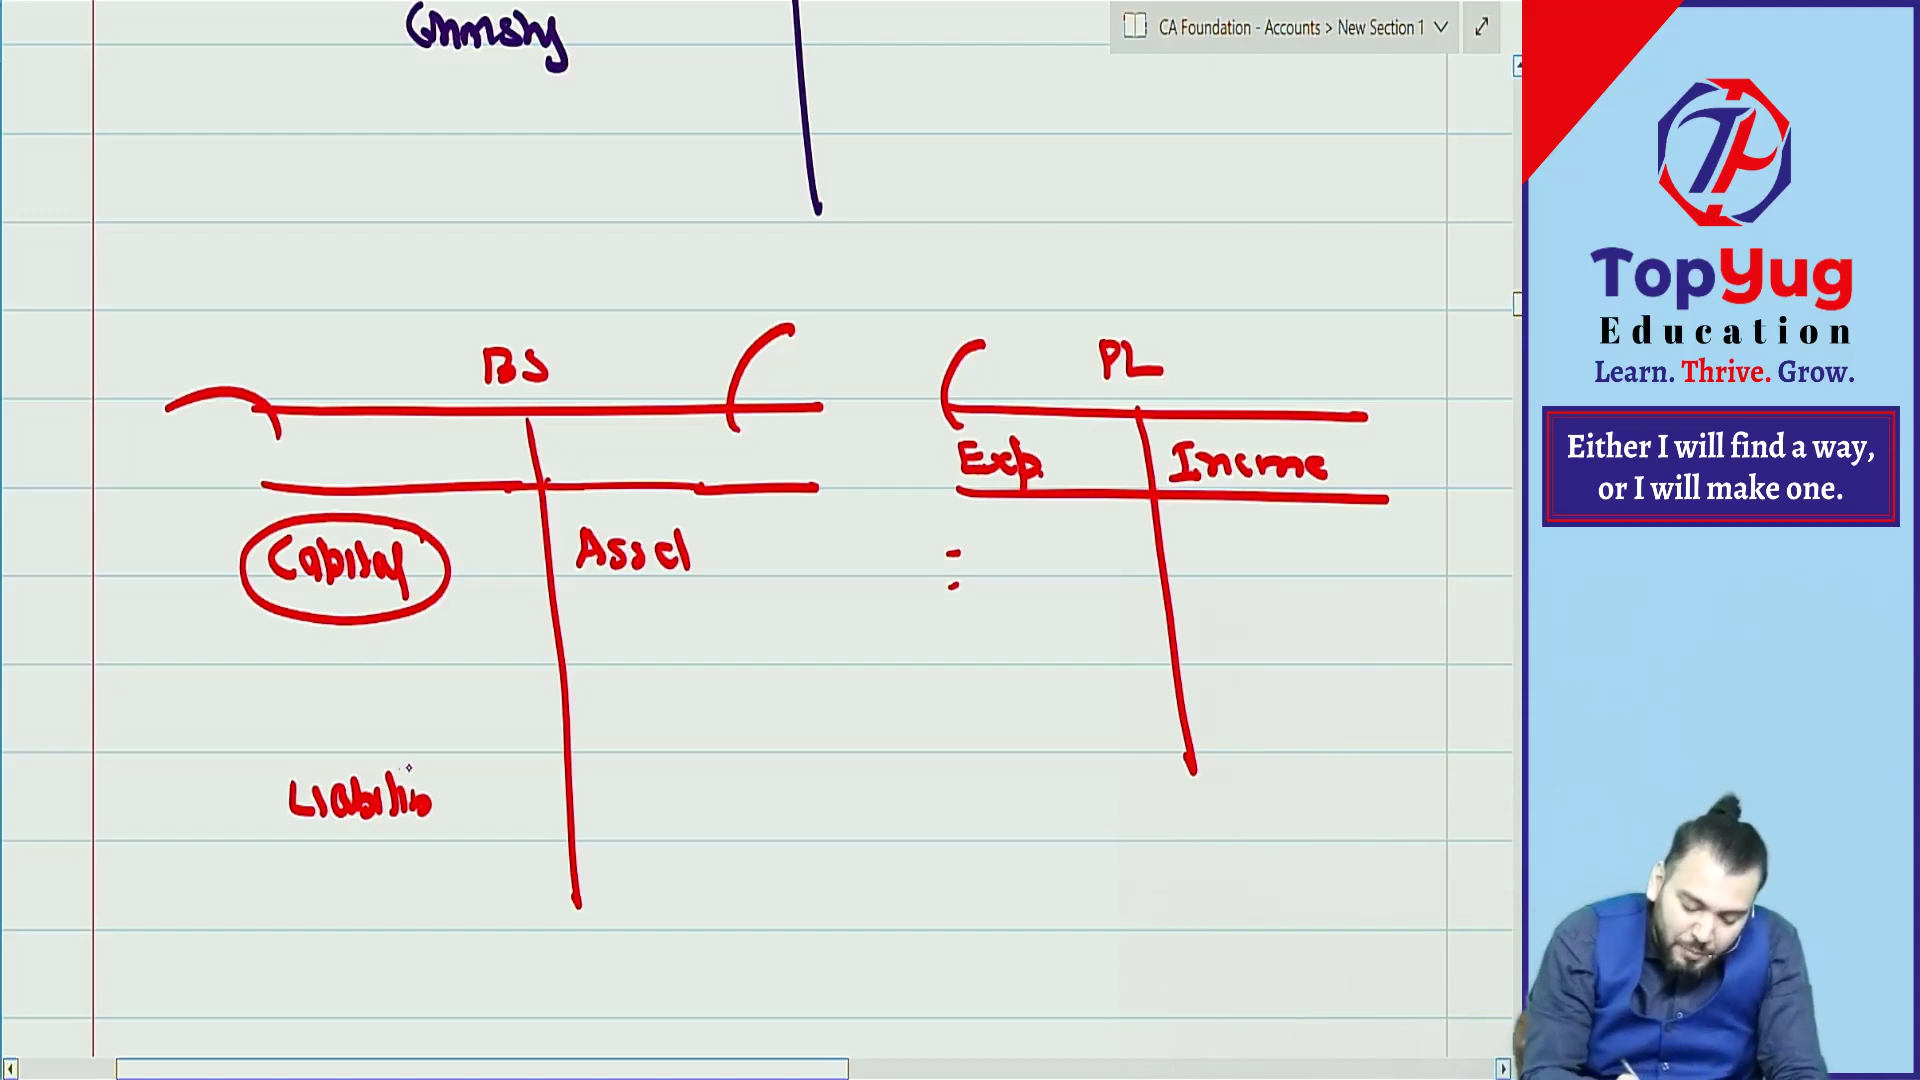 CA Foundation - Accounts > New Section 1
BS
PL
Exp.
Income
Capital
Asset
Liabilities
TopYug
Education
Learn. Thrive. Grow.
Either I will find a way,
or I will make one.